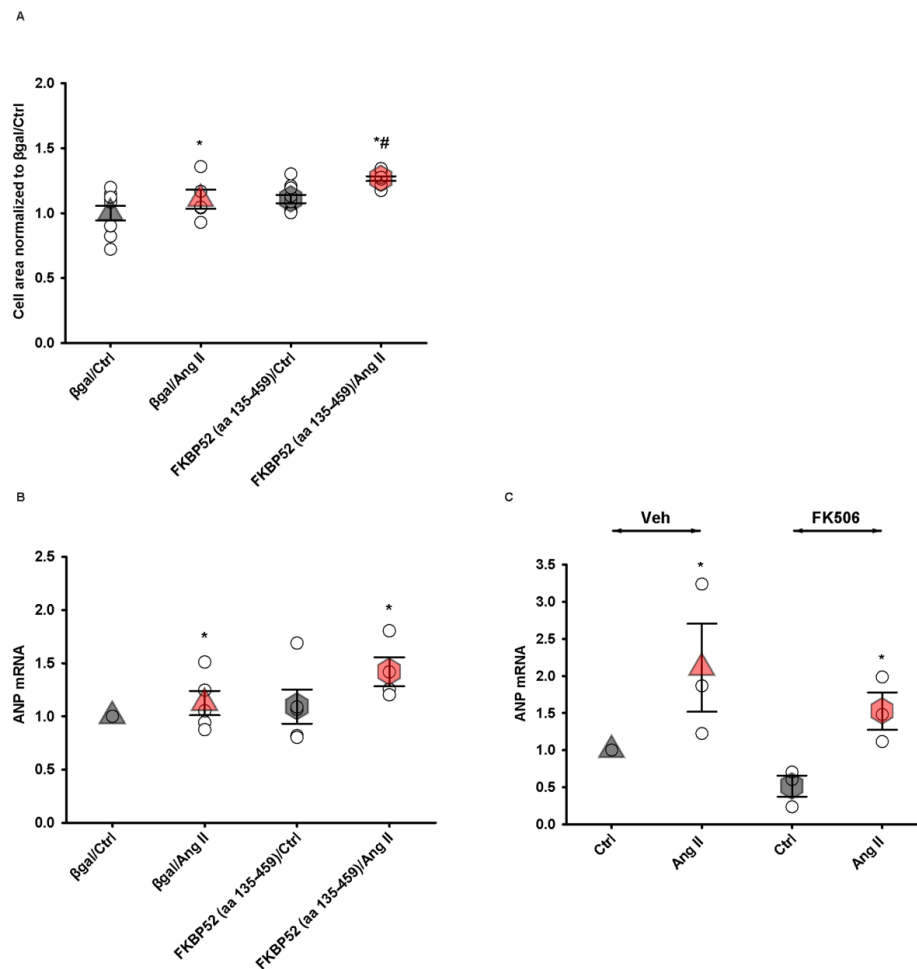 A
Cell area normalized to βgal/Ctrl
2.0
1.5
1.0
0.5
0.0
*
*#
βgal/Ctrl
βgal/Ang II
FKBP52 (aa 135-459)/Ctrl
FKBP52 (aa 135-459)/Ang II
B
ANP mRNA
2.5
2.0
1.5
1.0
0.5
0.0
*
*
βgal/Ctrl
βgal/Ang II
FKBP52 (aa 135-459)/Ctrl
FKBP52 (aa 135-459)/Ang II
C
Veh
FK506
ANP mRNA
3.5
3.0
2.5
2.0
1.5
1.0
0.5
0.0
*
*
Ctrl
Ang II
Ctrl
Ang II